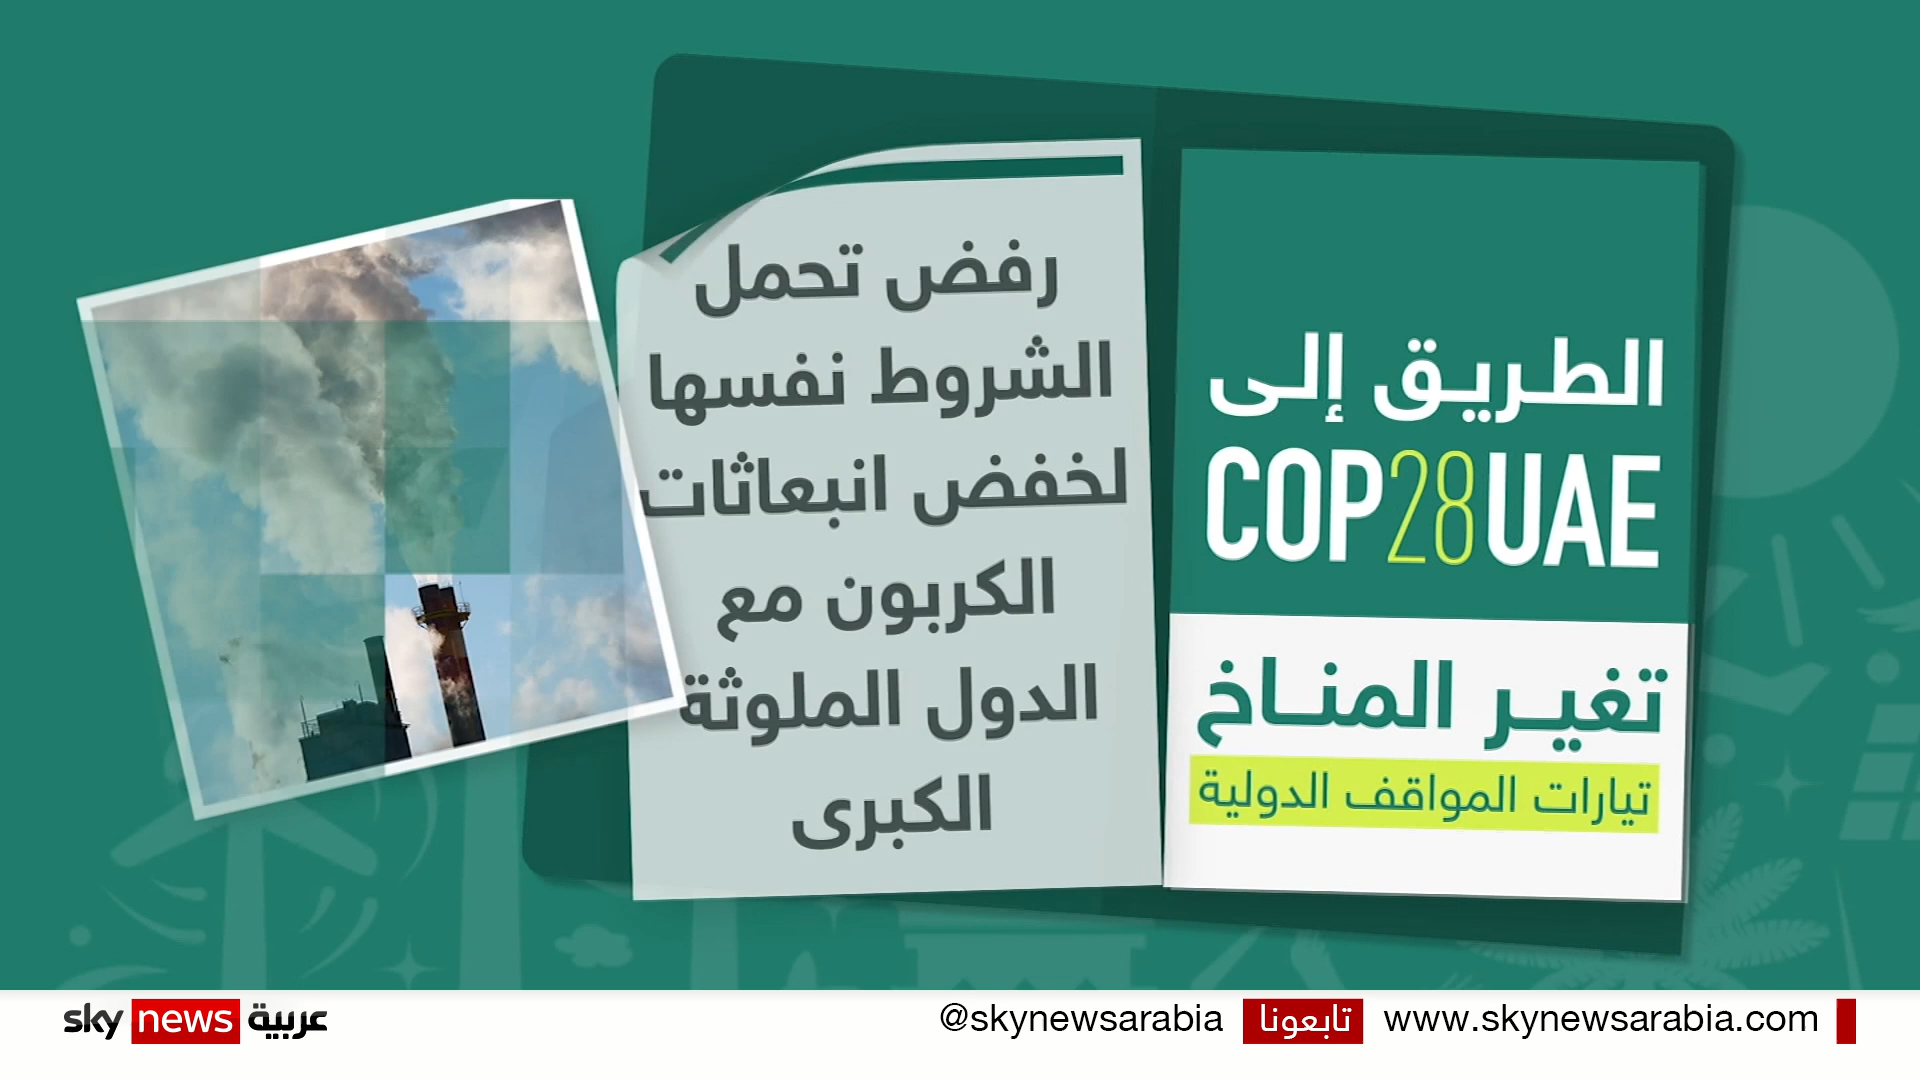 الطريق إلى
COP28UAE
تغير المناخ
تيارات المواقف الدولية
رفض تحمل
الشروط نفسها
لخفض انبعاثات
الكربون مع
الدول الملوثة
الكبرى
www.skynewsarabia.com تابعونا @skynewsarabia
sky news عربية